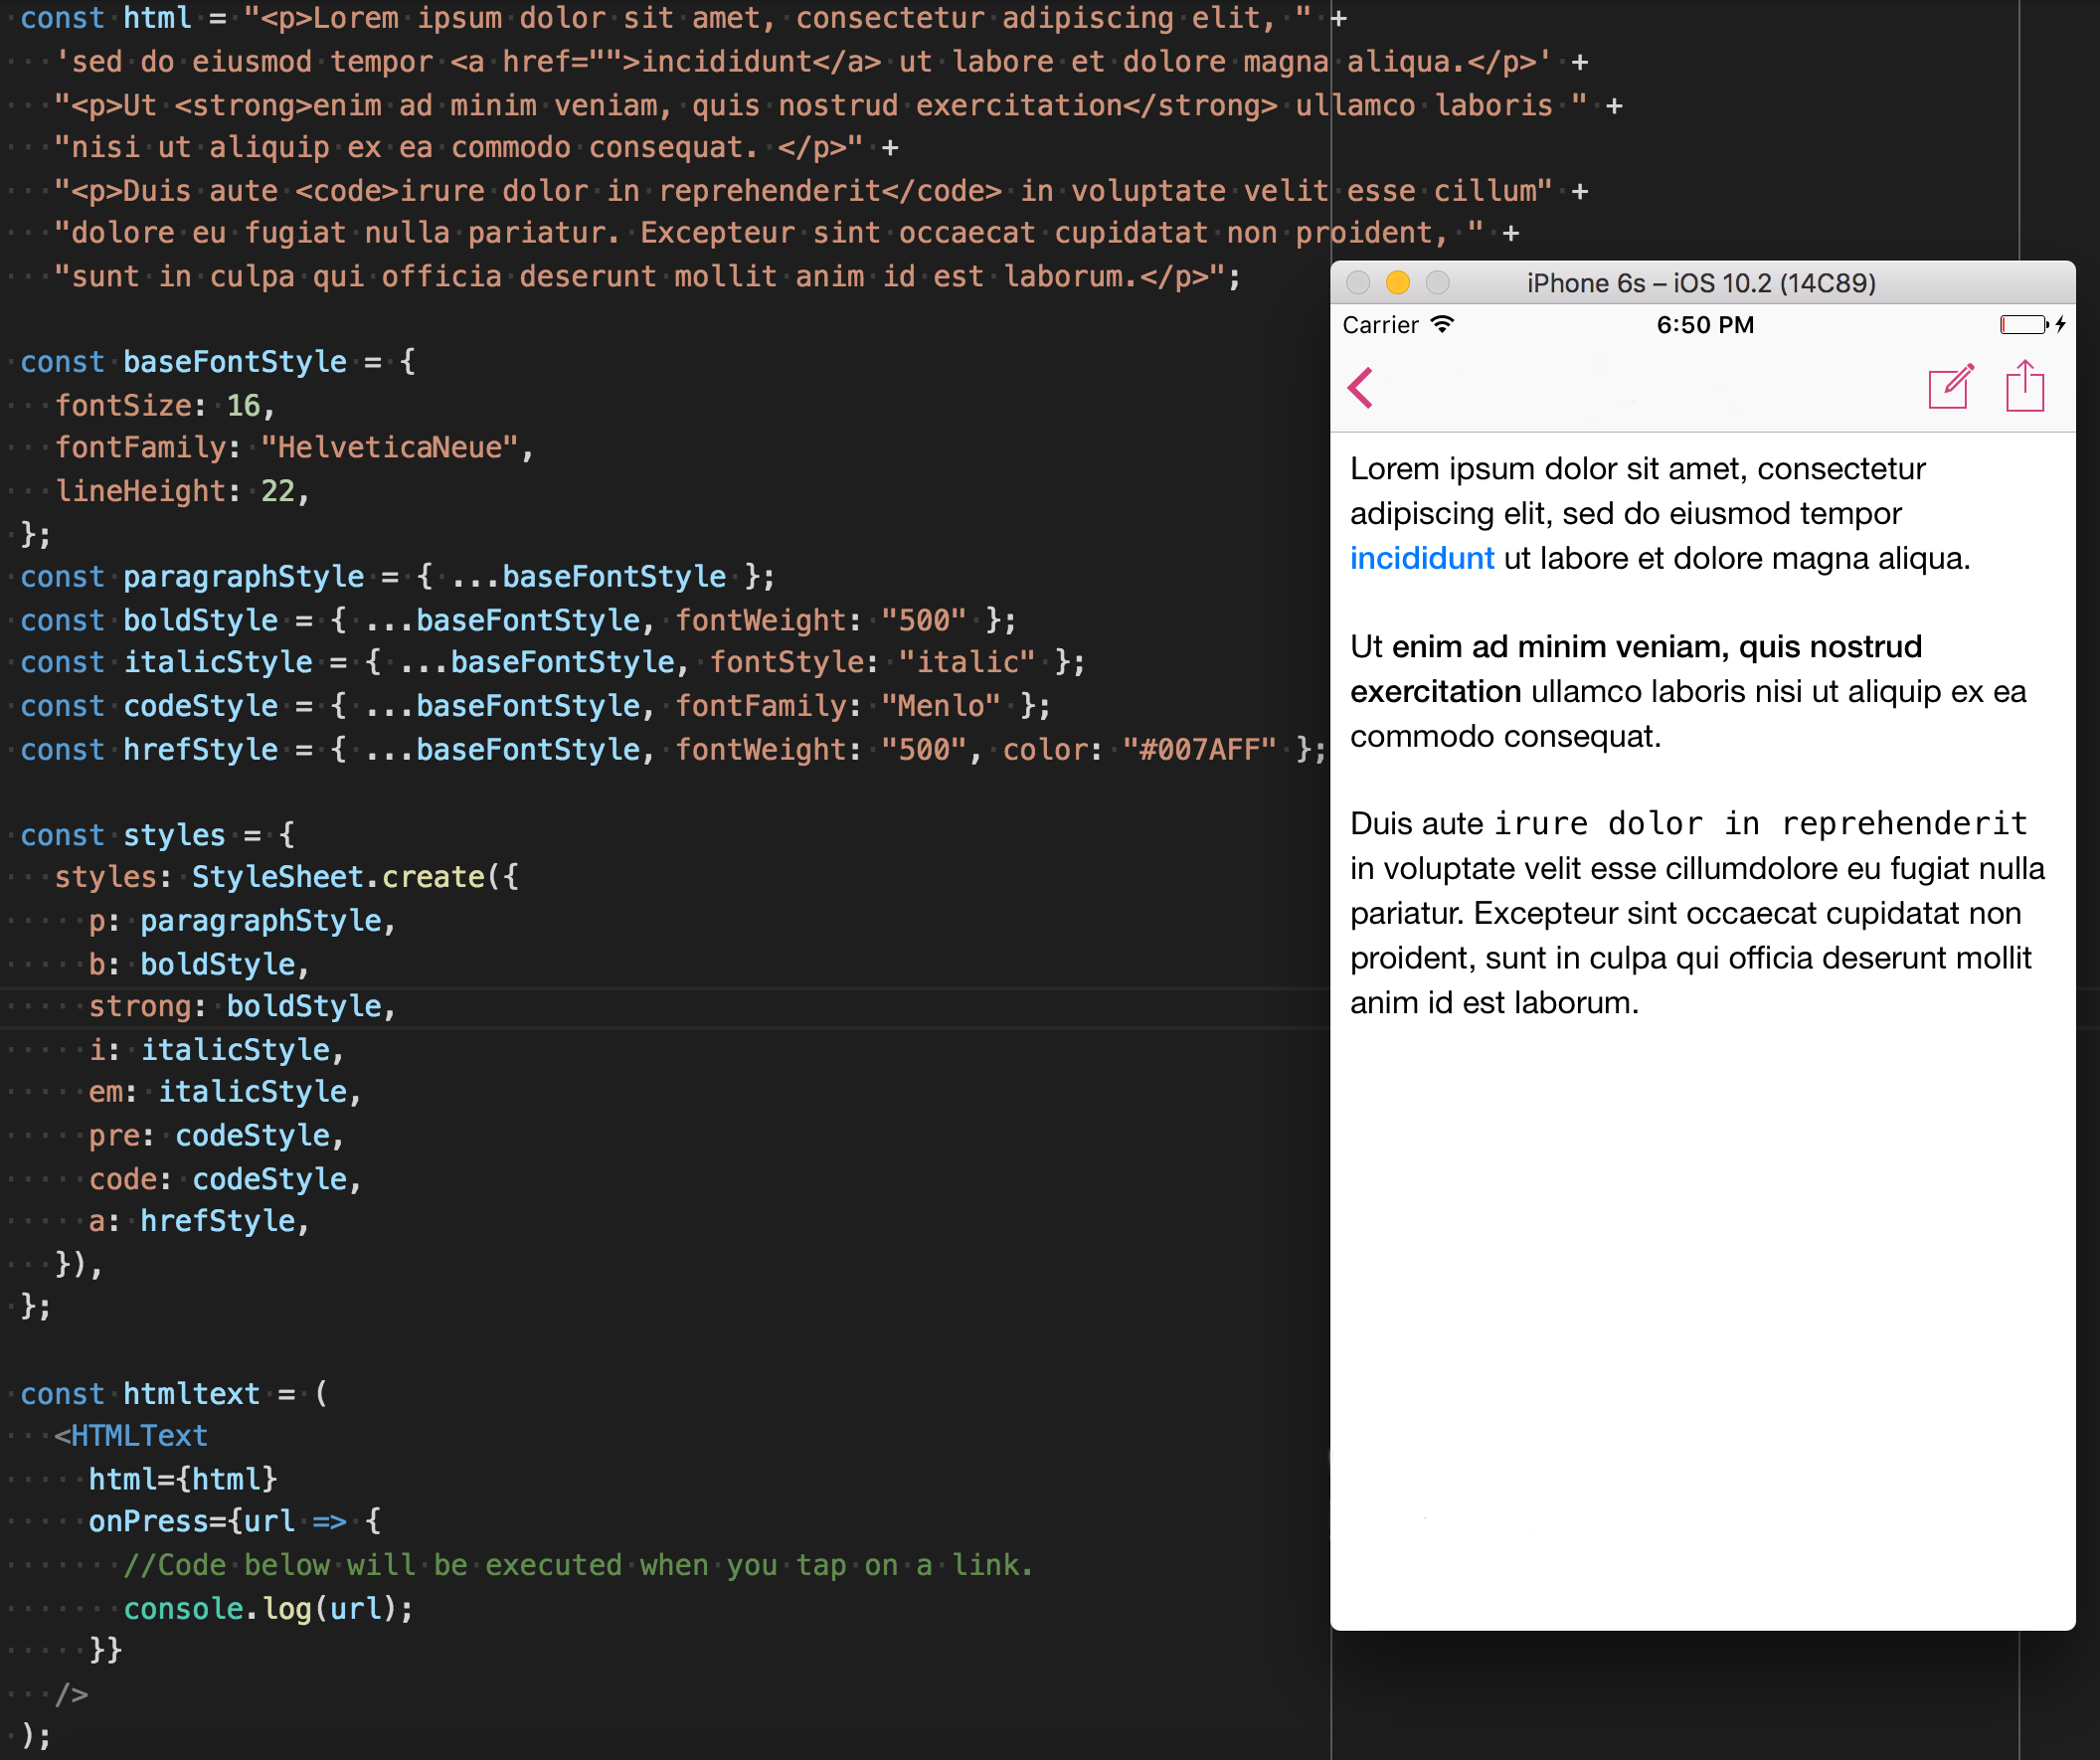 const html = "<p>Lorem ipsum dolor sit amet, consectetur adipiscing elit, " +
'sed do eiusmod tempor <a href="">incididunt</a> ut labore et dolore magna aliqua.</p>' +
"<p>Ut <strong>enim ad minim veniam, quis nostrud exercitation</strong> ullamco laboris " +
"nisi ut aliquip ex ea commodo consequat. </p>" +
"<p>Duis aute <code>irure dolor in reprehenderit</code> in voluptate velit esse cillum" +
"dolore eu fugiat nulla pariatur. Excepteur sint occaecat cupidatat non proident, " +
"sunt in culpa qui officia deserunt mollit anim id est laborum.</p>";
const baseFontStyle = {
fontSize: 16,
fontFamily: "HelveticaNeue",
lineHeight: 22,
};
const paragraphStyle = { ...baseFontStyle };
const boldStyle = { ...baseFontStyle, fontWeight: "500" };
const italicStyle = { ...baseFontStyle, fontStyle: "italic" };
const codeStyle = { ...baseFontStyle, fontFamily: "Menlo" };
const hrefStyle = { ...baseFontStyle, fontWeight: "500", color: "#007AFF" };
const styles = {
styles: StyleSheet.create({
p: paragraphStyle,
b: boldStyle,
strong: boldStyle,
i: italicStyle,
em: italicStyle,
pre: codeStyle,
code: codeStyle,
a: hrefStyle,
}),
};
const htmltext = (
<HTMLText
html={html}
onPress={url => {
//Code below will be executed when you tap on a link.
console.log(url);
}}
/>
);
iPhone 6s – iOS 10.2 (14C89)
Carrier 6:50 PM
Lorem ipsum dolor sit amet, consectetur
adipiscing elit, sed do eiusmod tempor
incididunt ut labore et dolore magna aliqua.
Ut enim ad minim veniam, quis nostrud
exercitation ullamco laboris nisi ut aliquip ex ea
commodo consequat.
Duis aute irure dolor in reprehenderit
in voluptate velit esse cillumdolore eu fugiat nulla
pariatur. Excepteur sint occaecat cupidatat non
proident, sunt in culpa qui officia deserunt mollit
anim id est laborum.